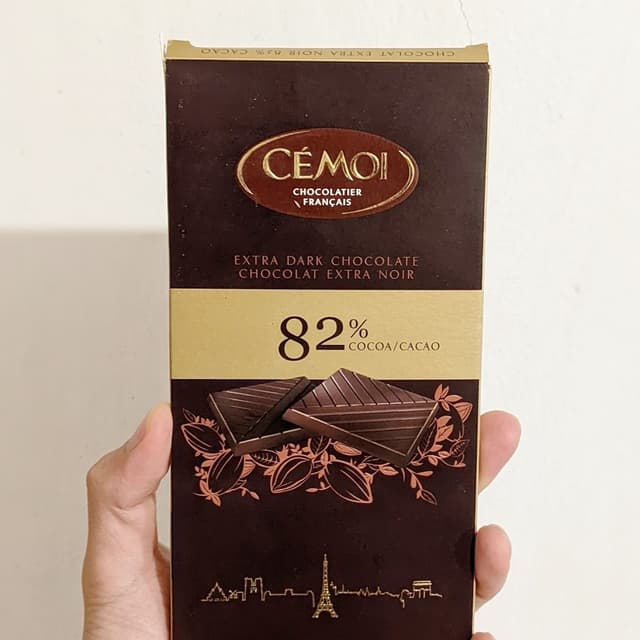 CHOCOLAT EXTRA NOIR 82% CACAO
CÉMOI
CHOCOLATIER
FRANÇAIS
EXTRA DARK CHOCOLATE
CHOCOLAT EXTRA NOIR
82%
COCOA/CACAO